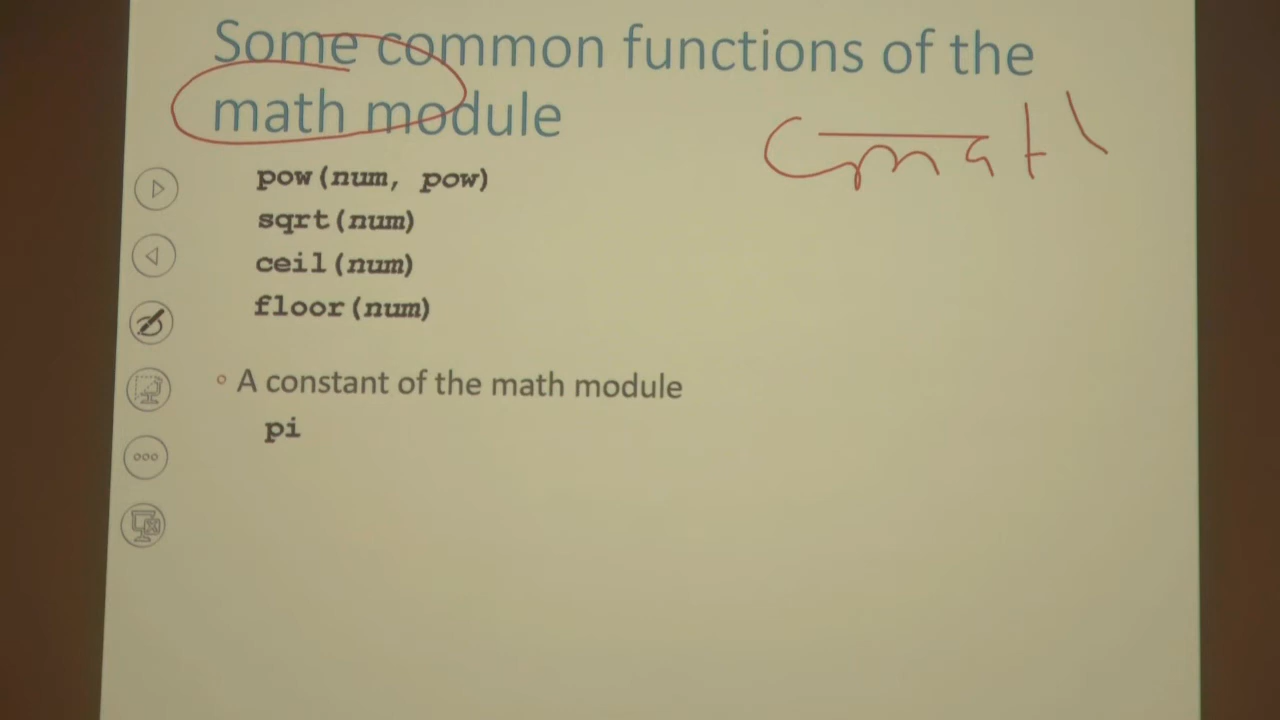 Some common functions of the
math module
pow(num, pow)
sqrt(num)
ceil(num)
floor(num)
A constant of the math module
pi